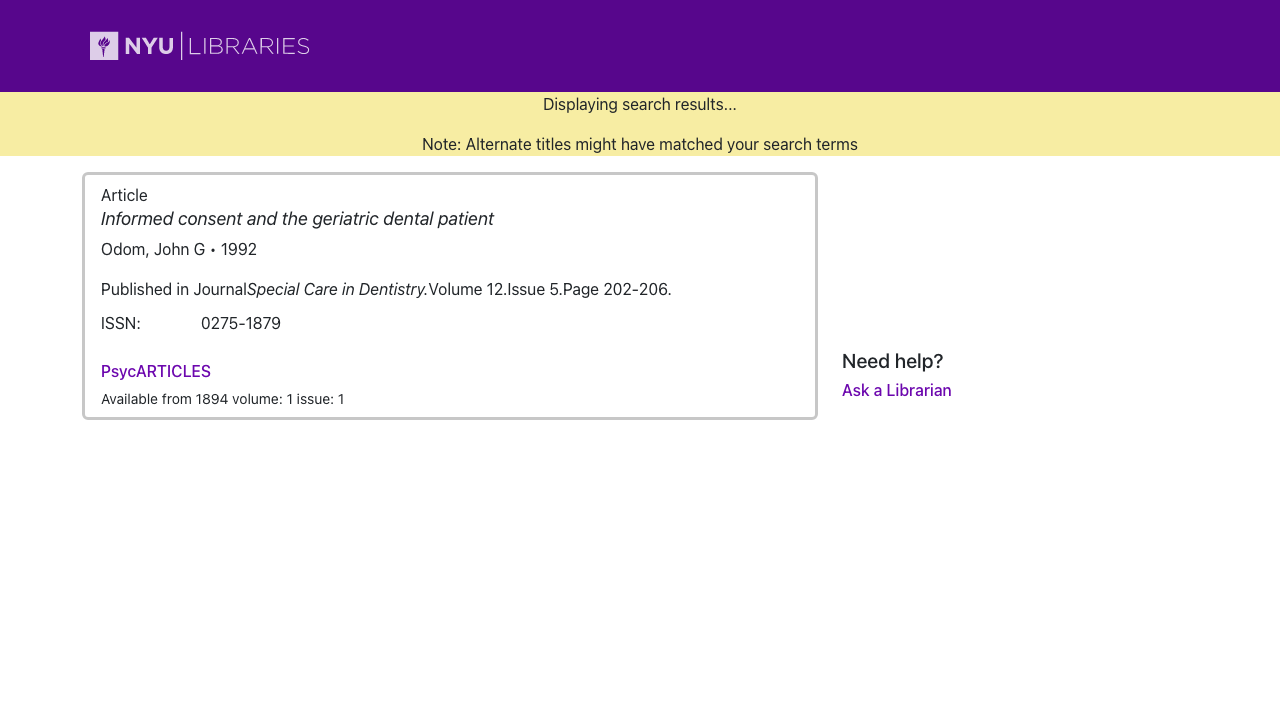 NYU LIBRARIES
Displaying search results...
Note: Alternate titles might have matched your search terms
Article
Informed consent and the geriatric dental patient
Odom, John G • 1992
Published in JournalSpecial Care in Dentistry.Volume 12.Issue 5.Page 202-206.
ISSN: 0275-1879
PsycARTICLES
Available from 1894 volume: 1 issue: 1
Need help?
Ask a Librarian